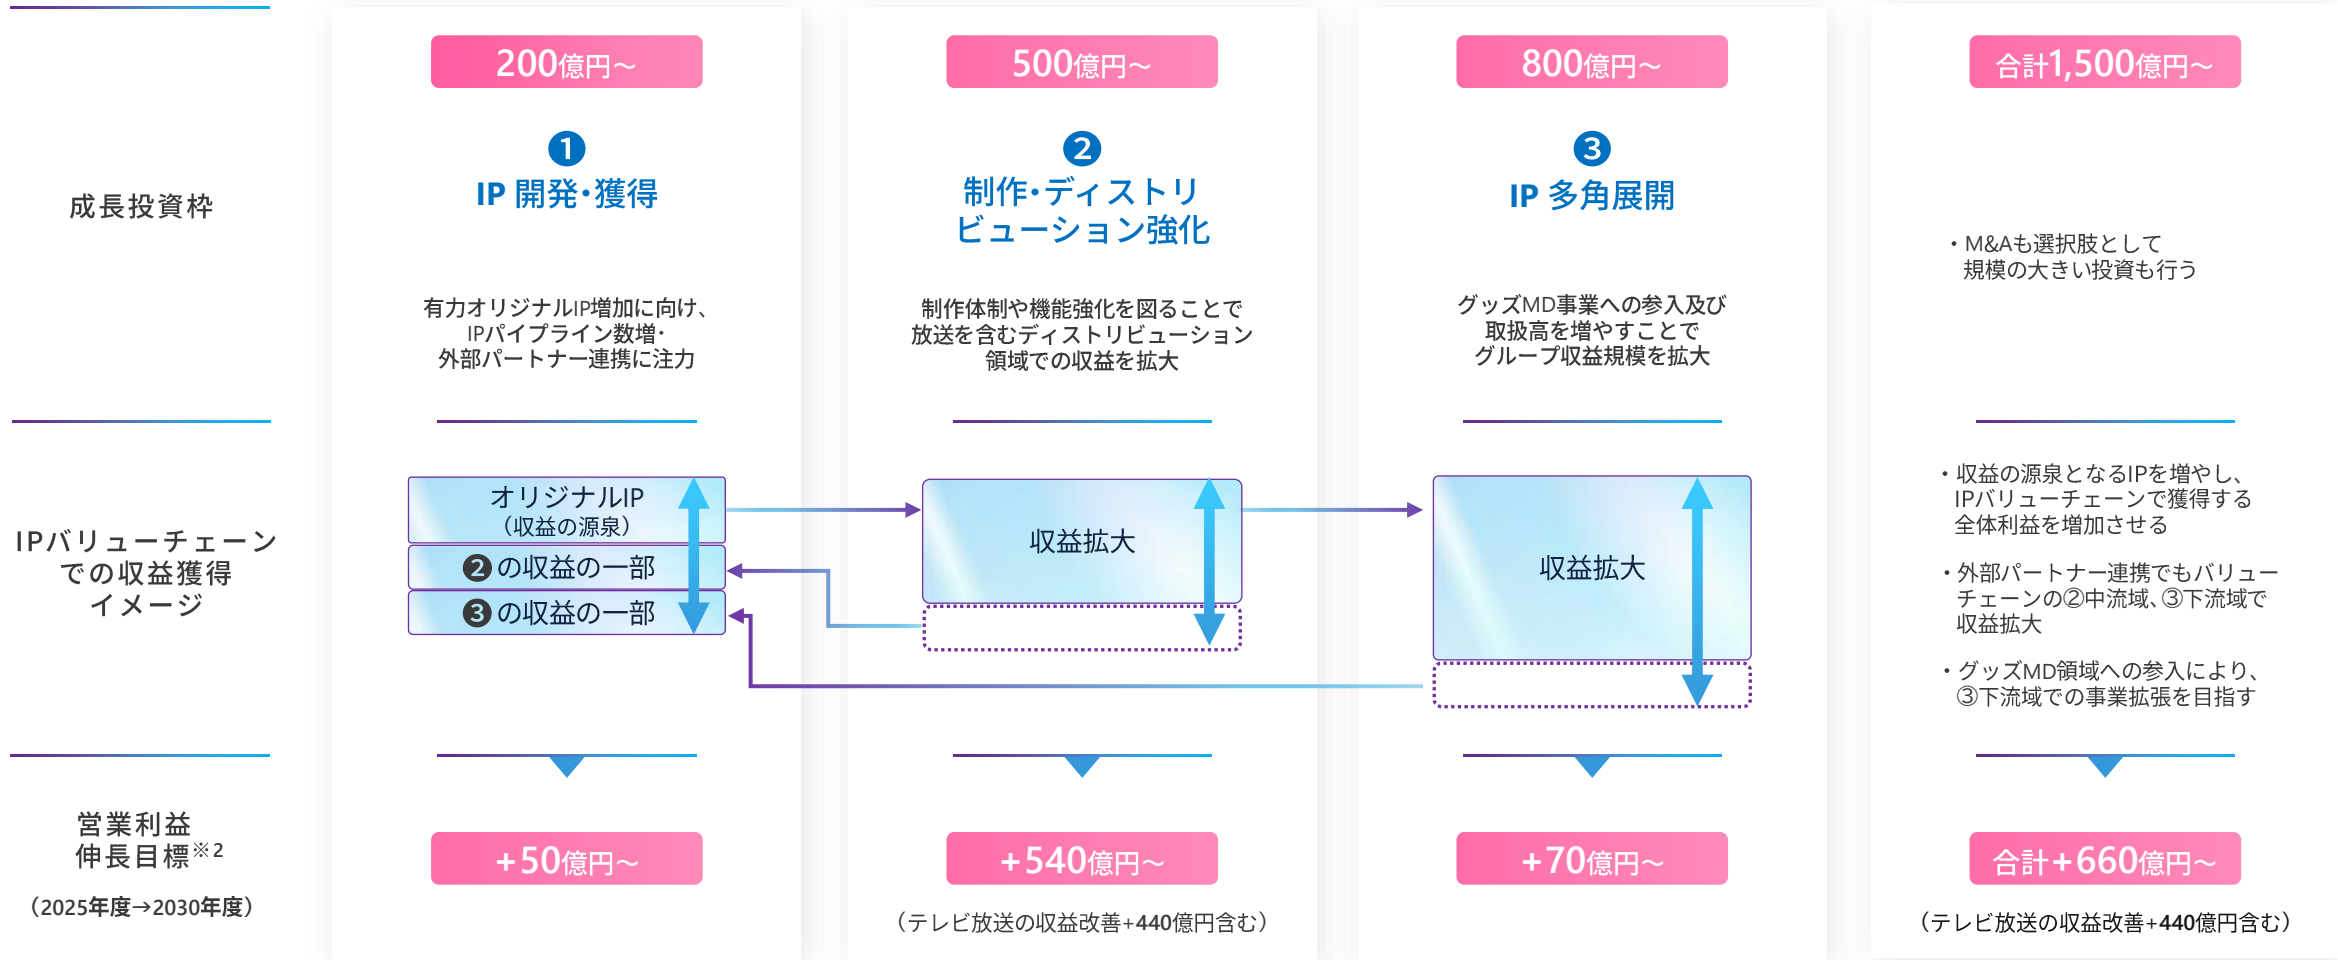 成長投資枠
200億円～
❶
IP 開発・獲得
有力オリジナルIP増加に向け、
IPパイプライン数増・
外部パートナー連携に注力
500億円～
❷
制作・ディストリ
ビューション強化
制作体制や機能強化を図ることで
放送を含むディストリビューション
領域での収益を拡大
800億円～
❸
IP 多角展開
グッズMD事業への参入及び
取扱高を増やすことで
グループ収益規模を拡大
合計1,500億円～
・M&Aも選択肢として
規模の大きい投資も行う
IPバリューチェーン
での収益獲得
イメージ
オリジナルIP
（収益の源泉）
❷の収益の一部
❸の収益の一部
収益拡大
収益拡大
・収益の源泉となるIPを増やし、
IPバリューチェーンで獲得する
全体利益を増加させる
・外部パートナー連携でもバリュー
チェーンの②中流域、③下流域で
収益拡大
・グッズMD領域への参入により、
③下流域での事業拡張を目指す
営業利益
伸長目標※2
（2025年度→2030年度）
+50億円～
+540億円～
（テレビ放送の収益改善+440億円含む）
+70億円～
合計+660億円～
（テレビ放送の収益改善+440億円含む）